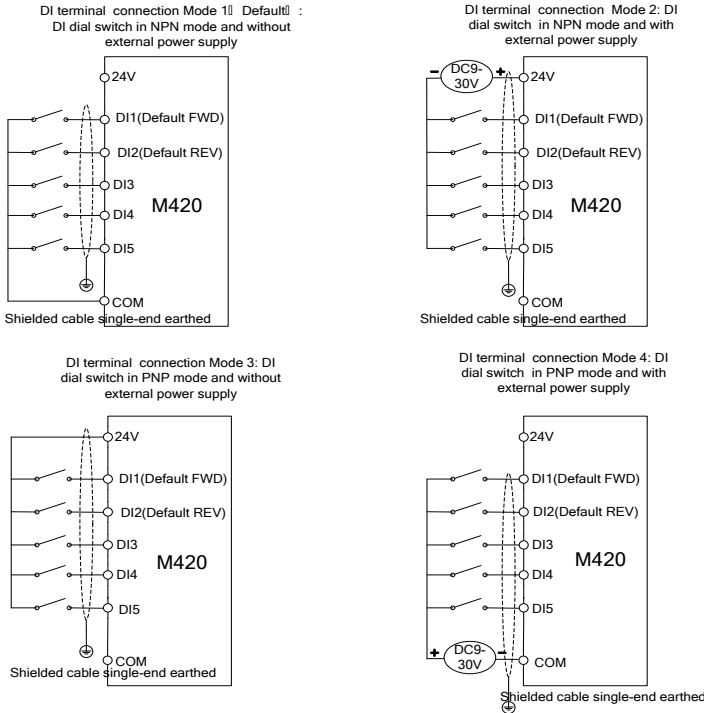 DI terminal connection Mode 1▯ Default▯ :
DI dial switch in NPN mode and without
external power supply
24V
DI1(Default FWD)
DI2(Default REV)
DI3
DI4
DI5
M420
COM
Shielded cable single-end earthed
DI terminal connection Mode 2: DI
dial switch in NPN mode and with
external power supply
− DC9-
30V +
24V
DI1(Default FWD)
DI2(Default REV)
DI3
DI4
DI5
M420
COM
Shielded cable single-end earthed
DI terminal connection Mode 3: DI
dial switch in PNP mode and without
external power supply
24V
DI1(Default FWD)
DI2(Default REV)
DI3
DI4
DI5
M420
COM
Shielded cable single-end earthed
DI terminal connection Mode 4: DI
dial switch in PNP mode and with
external power supply
24V
DI1(Default FWD)
DI2(Default REV)
DI3
DI4
DI5
M420
+ DC9-
30V −
COM
Shielded cable single-end earthed